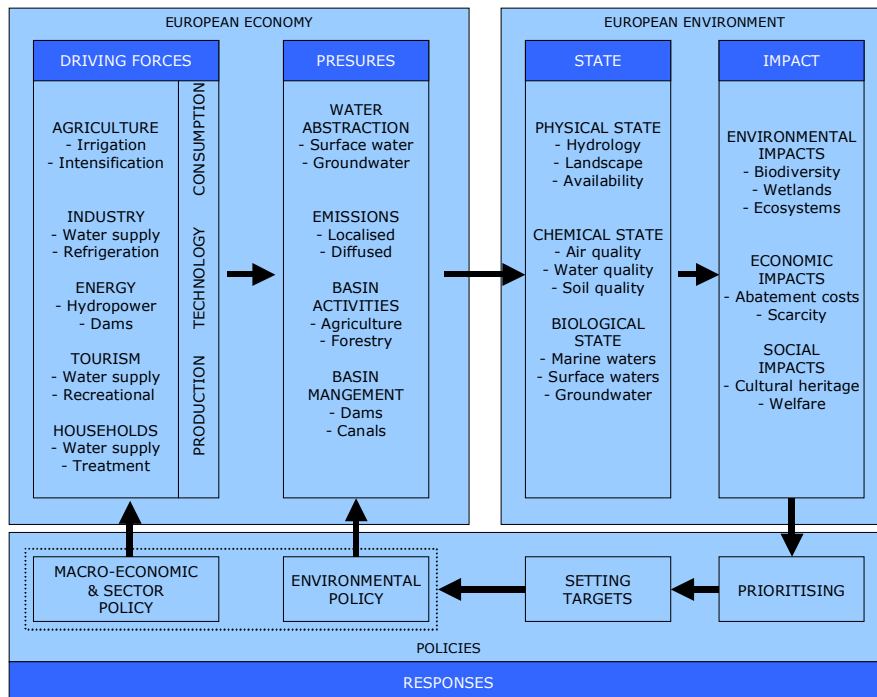 EUROPEAN ECONOMY
DRIVING FORCES
AGRICULTURE
- Irrigation
- Intensification
INDUSTRY
- Water supply
- Refrigeration
ENERGY
- Hydropower
- Dams
TOURISM
- Water supply
- Recreational
HOUSEHOLDS
- Water supply
- Treatment
CONSUMPTION
TECHNOLOGY
PRODUCTION
PRESURES
WATER
ABSTRACTION
- Surface water
- Groundwater
EMISSIONS
- Localised
- Diffused
BASIN
ACTIVITIES
- Agriculture
- Forestry
BASIN
MANGEMENT
- Dams
- Canals
EUROPEAN ENVIRONMENT
STATE
PHYSICAL STATE
- Hydrology
- Landscape
- Availability
CHEMICAL STATE
- Air quality
- Water quality
- Soil quality
BIOLOGICAL
STATE
- Marine waters
- Surface waters
- Groundwater
IMPACT
ENVIRONMENTAL
IMPACTS
- Biodiversity
- Wetlands
- Ecosystems
ECONOMIC
IMPACTS
- Abatement costs
- Scarcity
SOCIAL
IMPACTS
- Cultural heritage
- Welfare
MACRO-ECONOMIC
& SECTOR
POLICY
ENVIRONMENTAL
POLICY
SETTING
TARGETS
PRIORITISING
POLICIES
RESPONSES